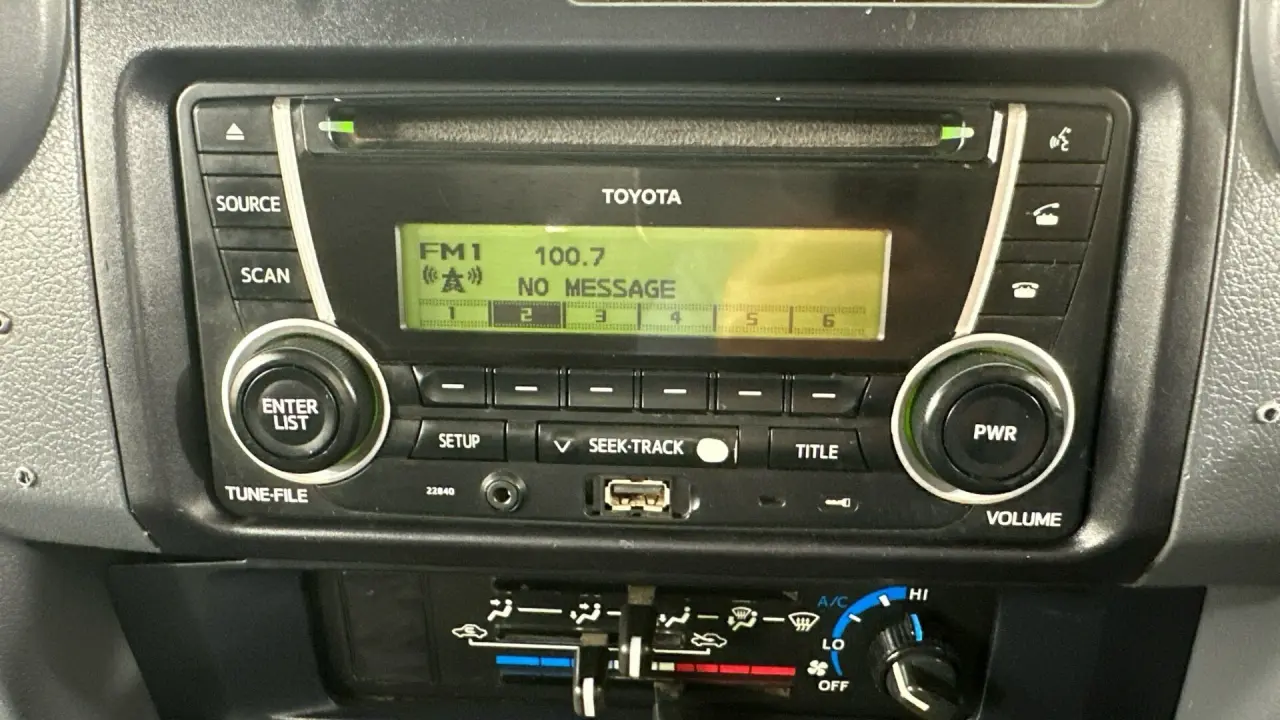 TOYOTA
SOURCE
SCAN
FM1 100.7
NO MESSAGE
1 2 3 4 5 6
ENTER
LIST
PWR
SETUP
SEEK·TRACK
TITLE
TUNE·FILE
22840
VOLUME
A/C
HI
LO
OFF